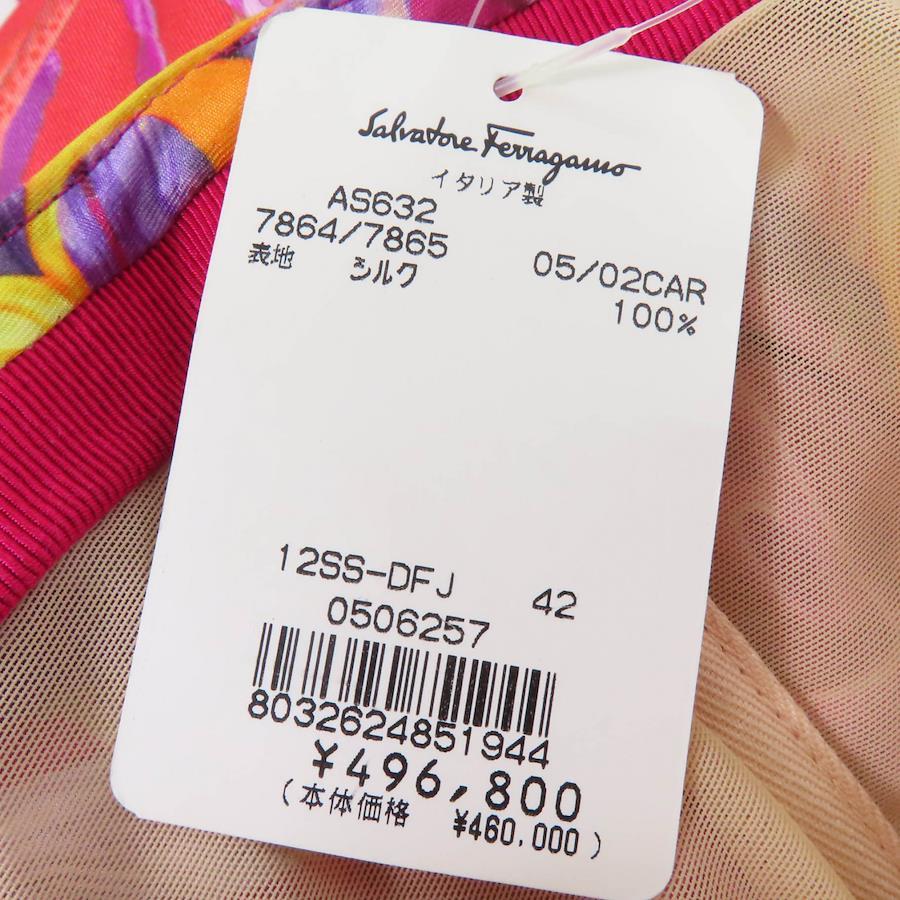 Salvatore Ferragamo
イタリア製
AS632
7864/7865 05/02CAR
表地 シルク 100%
12SS-DFJ 42
0506257
8032624851944
¥496,800
(本体価格 ¥460,000)